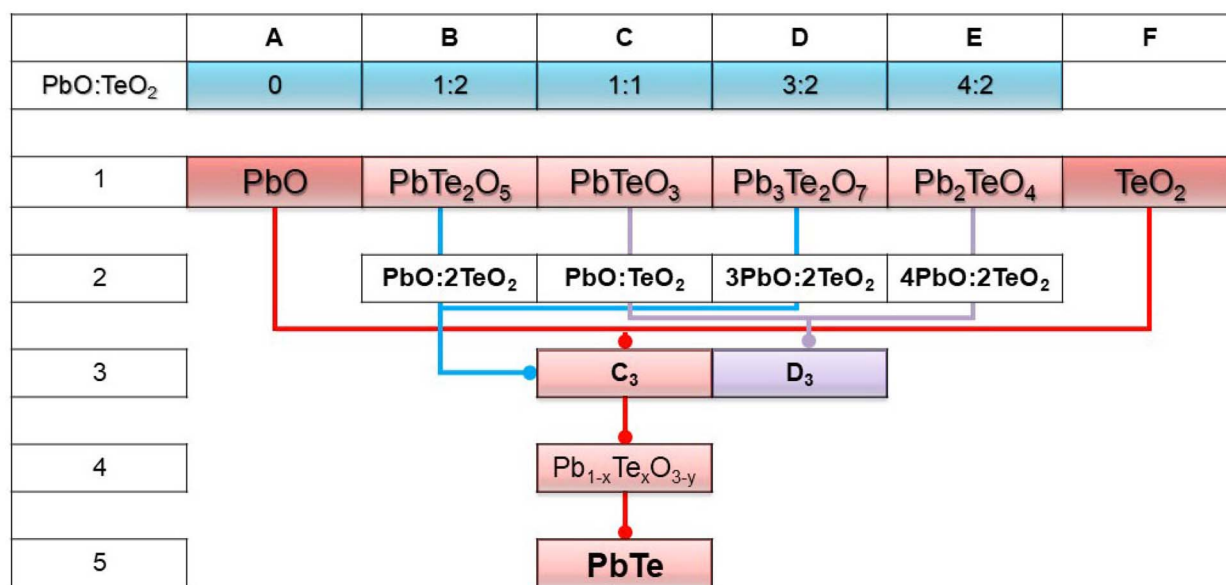 A B C D E F
PbO:TeO₂ 0 1:2 1:1 3:2 4:2
1 PbO PbTe₂O₅ PbTeO₃ Pb₃Te₂O₇ Pb₂TeO₄ TeO₂
2 PbO:2TeO₂ PbO:TeO₂ 3PbO:2TeO₂ 4PbO:2TeO₂
3 C₃ D₃
4 Pb₁₋ₓTeₓO₃₋y
5 PbTe